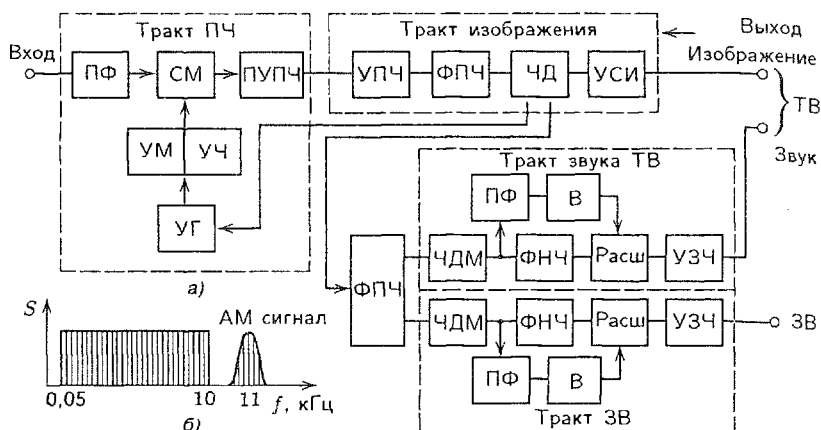 Тракт ПЧ
Тракт изображения
Выход
Вход
Изображение
ПФ
СМ
ПУПЧ
УПЧ
ФПЧ
ЧД
УСИ
ТВ
Звук
УМ
УЧ
УГ
а)
Тракт звука ТВ
ПФ
В
ФПЧ
ЧДМ
ФНЧ
Расш
УЗЧ
ЧДМ
ФНЧ
Расш
УЗЧ
ЗВ
ПФ
В
Тракт ЗВ
S
АМ сигнал
0,05
10
11
f, кГц
б)